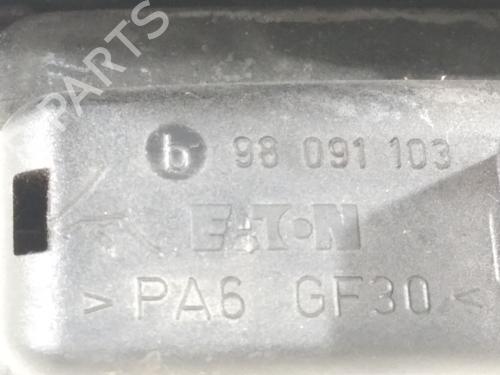 B-PARTS
b 98 091 103
EATON
> PA6 GF30 <